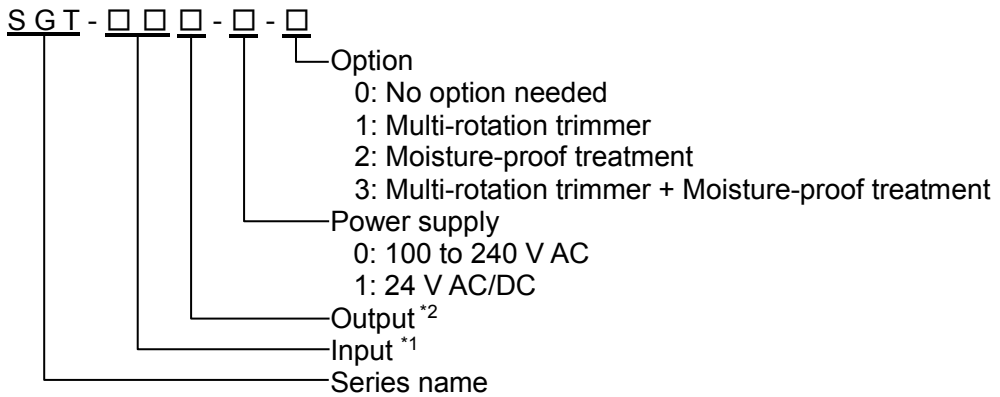 S G T - □ □ □ - □ - □
Option
0: No option needed
1: Multi-rotation trimmer
2: Moisture-proof treatment
3: Multi-rotation trimmer + Moisture-proof treatment
Power supply
0: 100 to 240 V AC
1: 24 V AC/DC
Output *2
Input *1
Series name